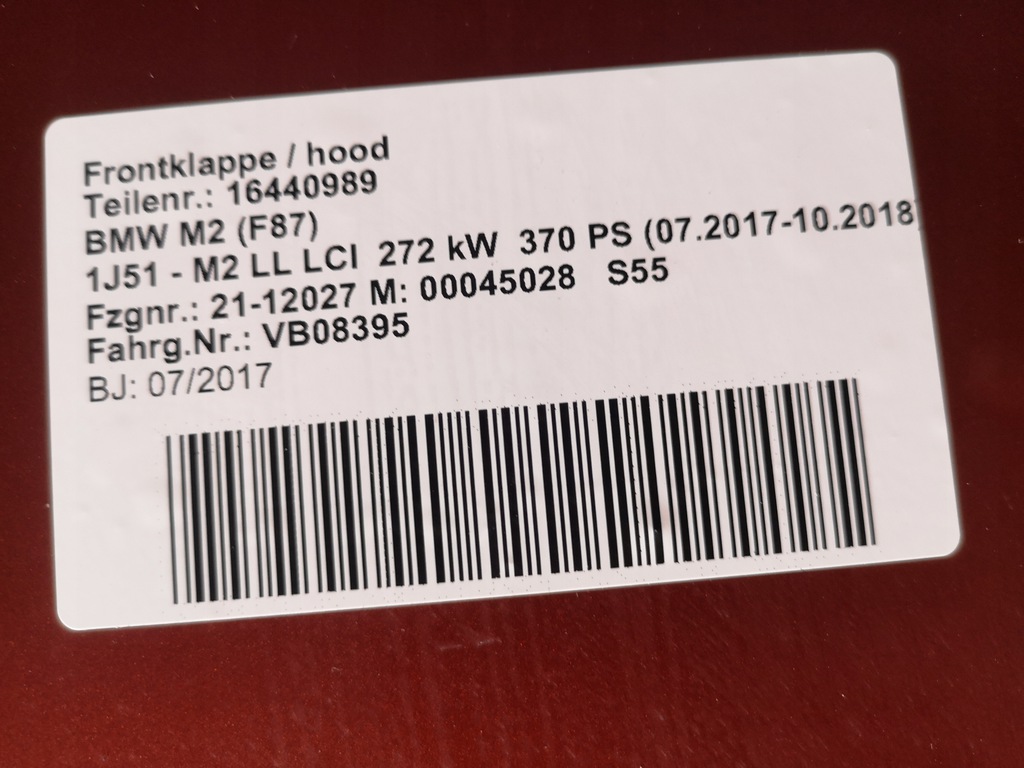 Frontklappe / hood
Teilenr.: 16440989
BMW M2 (F87)
1J51 - M2 LL LCI 272 kW 370 PS (07.2017-10.2018)
Fzgnr.: 21-12027 M: 00045028 S55
Fahrg.Nr.: VB08395
BJ: 07/2017